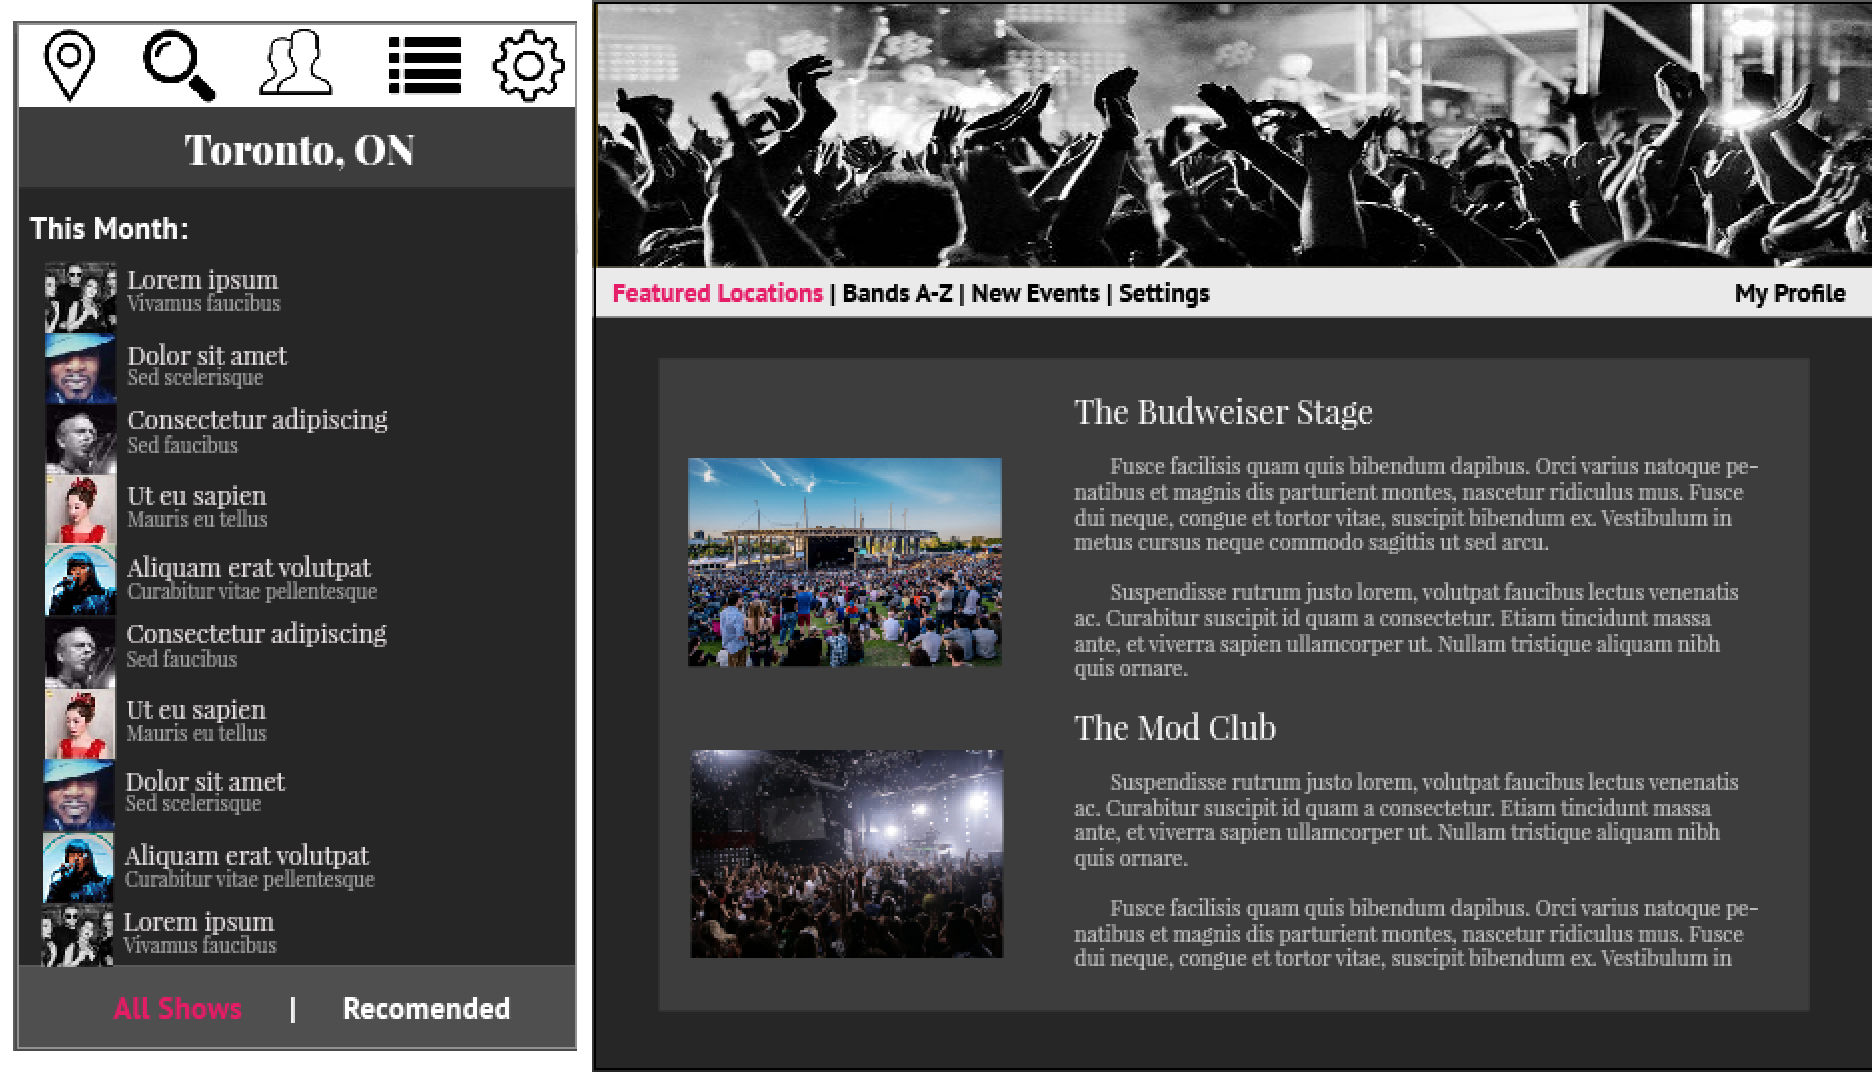 Toronto, ON
This Month:
Lorem ipsum
Vivamus faucibus
Dolor sit amet
Sed scelerisque
Consectetur adipiscing
Sed faucibus
Ut eu sapien
Mauris eu tellus
Aliquam erat volutpat
Curabitur vitae pellentesque
Consectetur adipiscing
Sed faucibus
Ut eu sapien
Mauris eu tellus
Dolor sit amet
Sed scelerisque
Aliquam erat volutpat
Curabitur vitae pellentesque
Lorem ipsum
Vivamus faucibus
All Shows | Recomended
Featured Locations | Bands A-Z | New Events | Settings My Profile
The Budweiser Stage
Fusce facilisis quam quis bibendum dapibus. Orci varius natoque pe-
natibus et magnis dis parturient montes, nascetur ridiculus mus. Fusce
dui neque, congue et tortor vitae, suscipit bibendum ex. Vestibulum in
metus cursus neque commodo sagittis ut sed arcu.
Suspendisse rutrum justo lorem, volutpat faucibus lectus venenatis
ac. Curabitur suscipit id quam a consectetur. Etiam tincidunt massa
ante, et viverra sapien ullamcorper ut. Nullam tristique aliquam nibh
quis ornare.
The Mod Club
Suspendisse rutrum justo lorem, volutpat faucibus lectus venenatis
ac. Curabitur suscipit id quam a consectetur. Etiam tincidunt massa
ante, et viverra sapien ullamcorper ut. Nullam tristique aliquam nibh
quis ornare.
Fusce facilisis quam quis bibendum dapibus. Orci varius natoque pe-
natibus et magnis dis parturient montes, nascetur ridiculus mus. Fusce
dui neque, congue et tortor vitae, suscipit bibendum ex. Vestibulum in